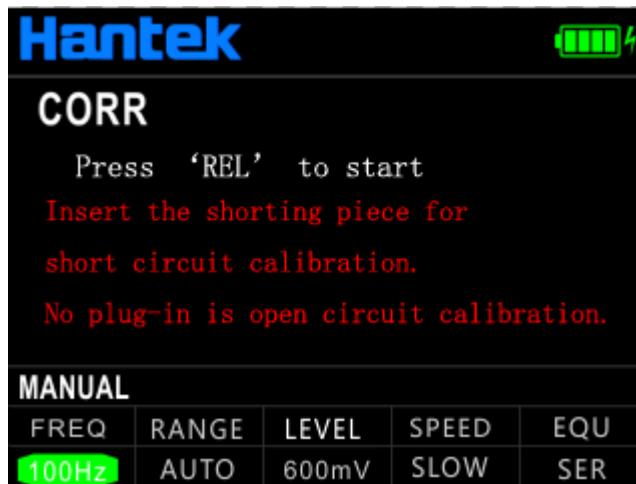 Hantek
CORR
Press ‘REL’ to start
Insert the shorting piece for
short circuit calibration.
No plug-in is open circuit calibration.
MANUAL
FREQ RANGE LEVEL SPEED EQU
100Hz AUTO 600mV SLOW SER